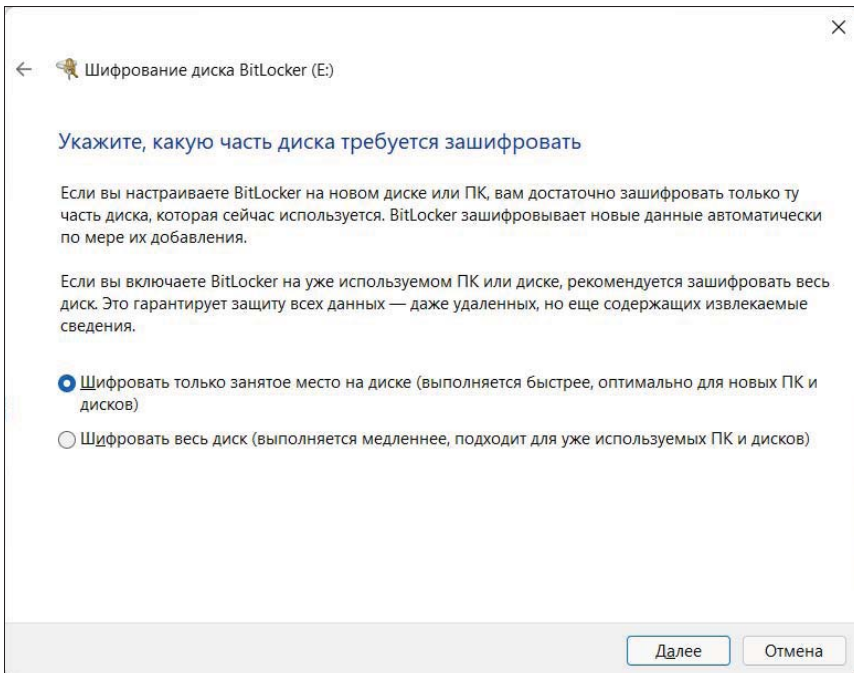 Шифрование диска BitLocker (E:)
Укажите, какую часть диска требуется зашифровать
Если вы настраиваете BitLocker на новом диске или ПК, вам достаточно зашифровать только ту
часть диска, которая сейчас используется. BitLocker зашифровывает новые данные автоматически
по мере их добавления.
Если вы включаете BitLocker на уже используемом ПК или диске, рекомендуется зашифровать весь
диск. Это гарантирует защиту всех данных — даже удаленных, но еще содержащих извлекаемые
сведения.
Шифровать только занятое место на диске (выполняется быстрее, оптимально для новых ПК и
дисков)
Шифровать весь диск (выполняется медленнее, подходит для уже используемых ПК и дисков)
Далее
Отмена